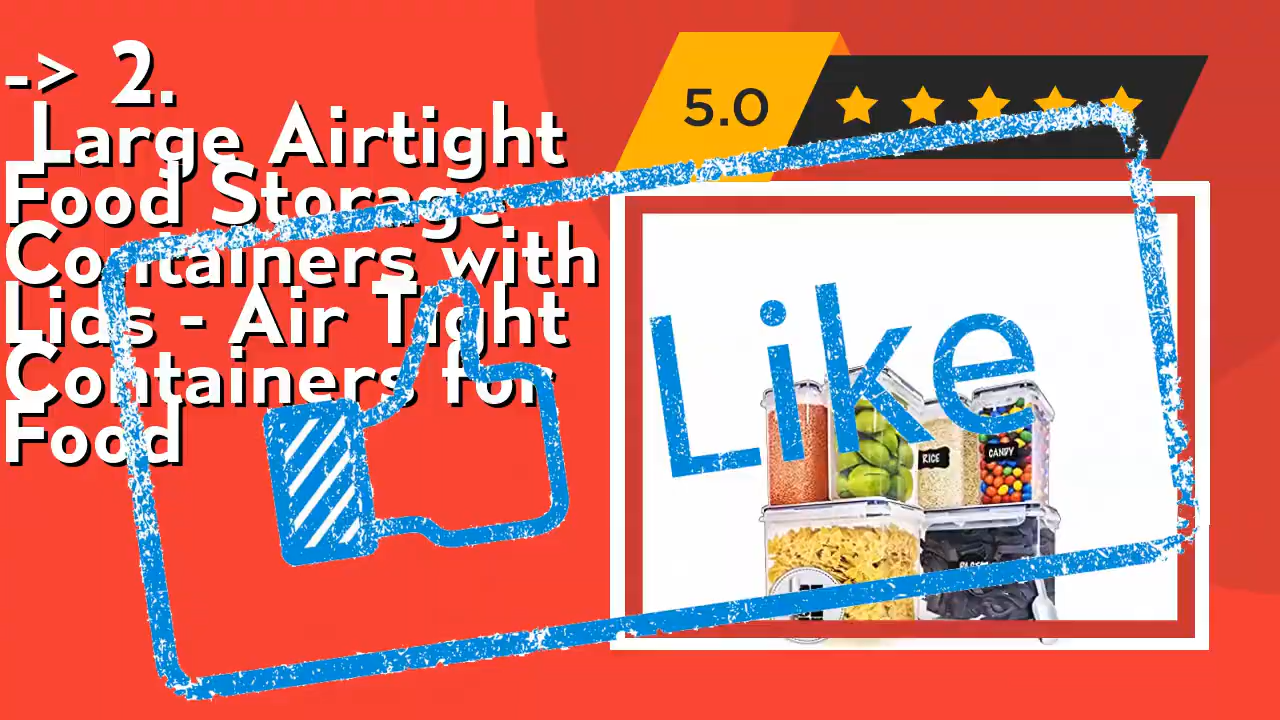 -> 2.
Large Airtight
Food Storage
Containers with
Lids - Air Tight
Containers for
Food
5.0
Like
RICE
CANDY